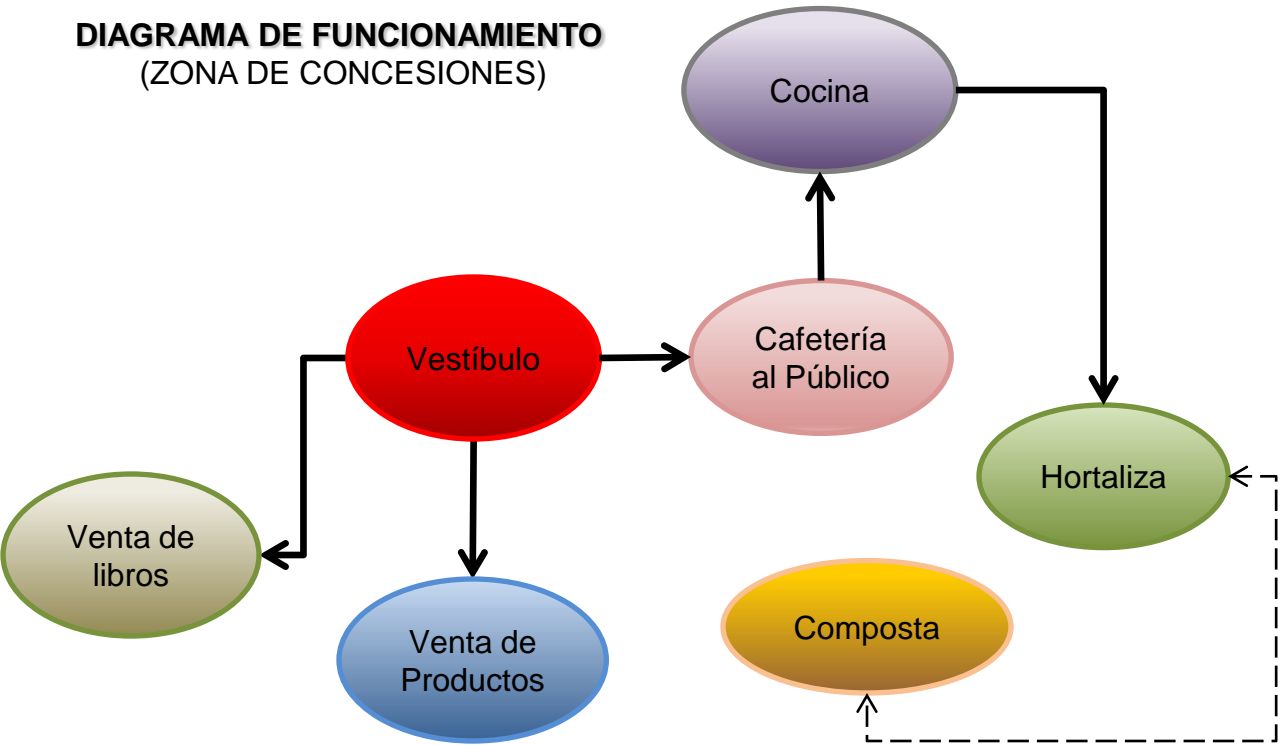 DIAGRAMA DE FUNCIONAMIENTO
(ZONA DE CONCESIONES)
Cocina
Vestíbulo
Cafetería
al Público
Hortaliza
Venta de
libros
Composta
Venta de
Productos